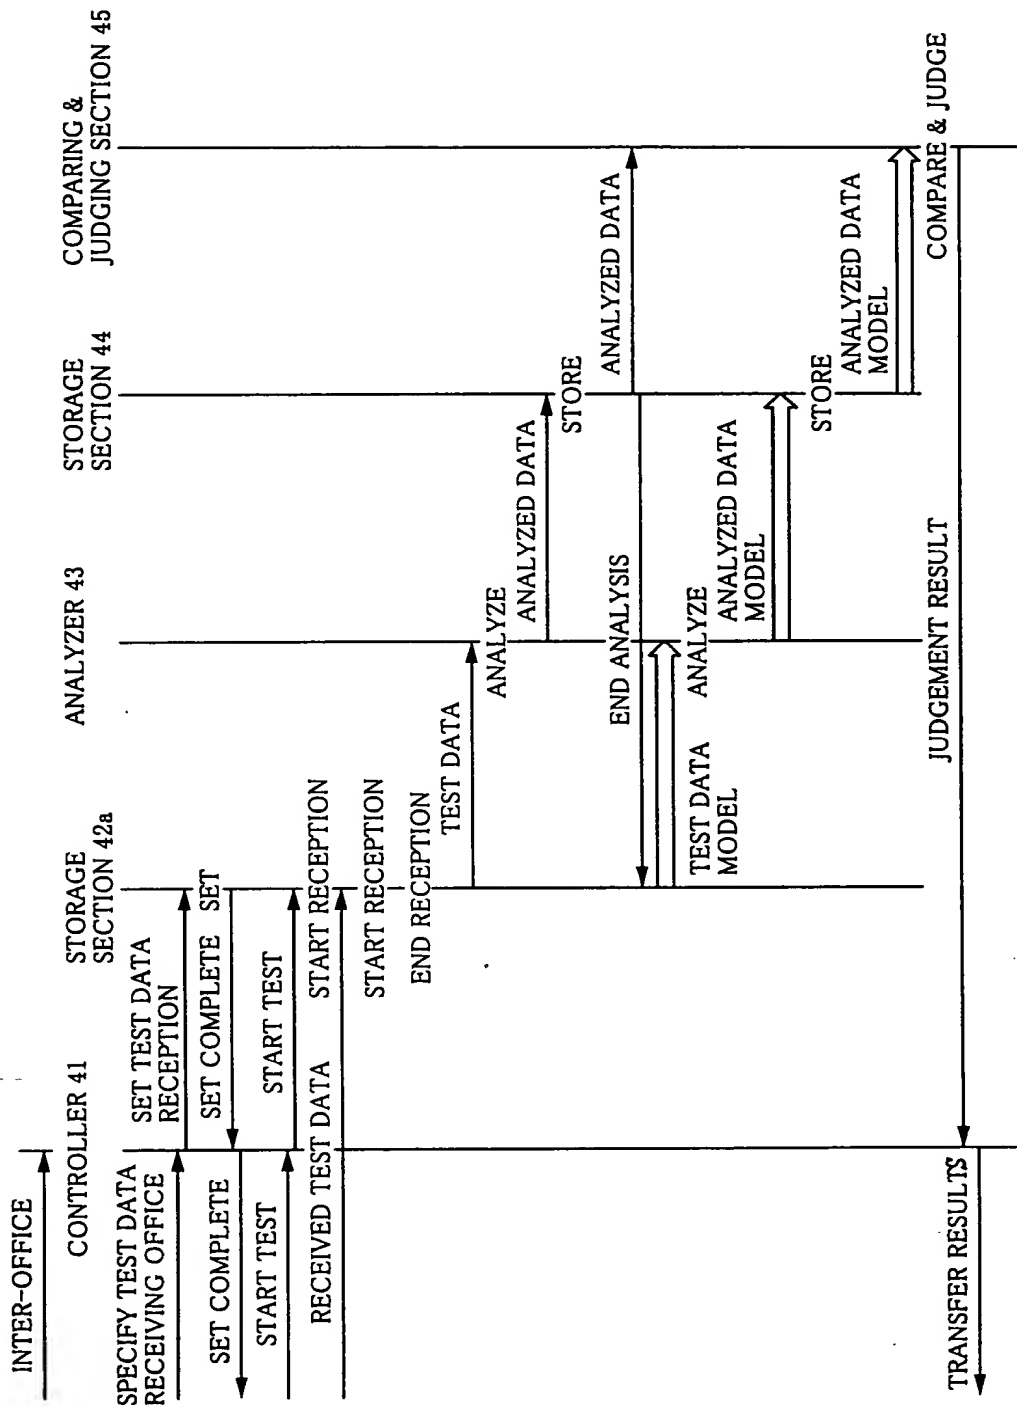 INTER-OFFICE
CONTROLLER 41
STORAGE
SECTION 42a
ANALYZER 43
STORAGE
SECTION 44
COMPARING &
JUDGING SECTION 45
SPECIFY TEST DATA
RECEIVING OFFICE
SET TEST DATA
RECEPTION
SET
SET COMPLETE
SET COMPLETE
START TEST
START TEST
START RECEPTION
RECEIVED TEST DATA
START RECEPTION
END RECEPTION
TEST DATA
ANALYZE
ANALYZED DATA
STORE
ANALYZED DATA
END ANALYSIS
TEST DATA
MODEL
ANALYZE
ANALYZED DATA
MODEL
STORE
ANALYZED DATA
MODEL
COMPARE & JUDGE
JUDGEMENT RESULT
TRANSFER RESULTS